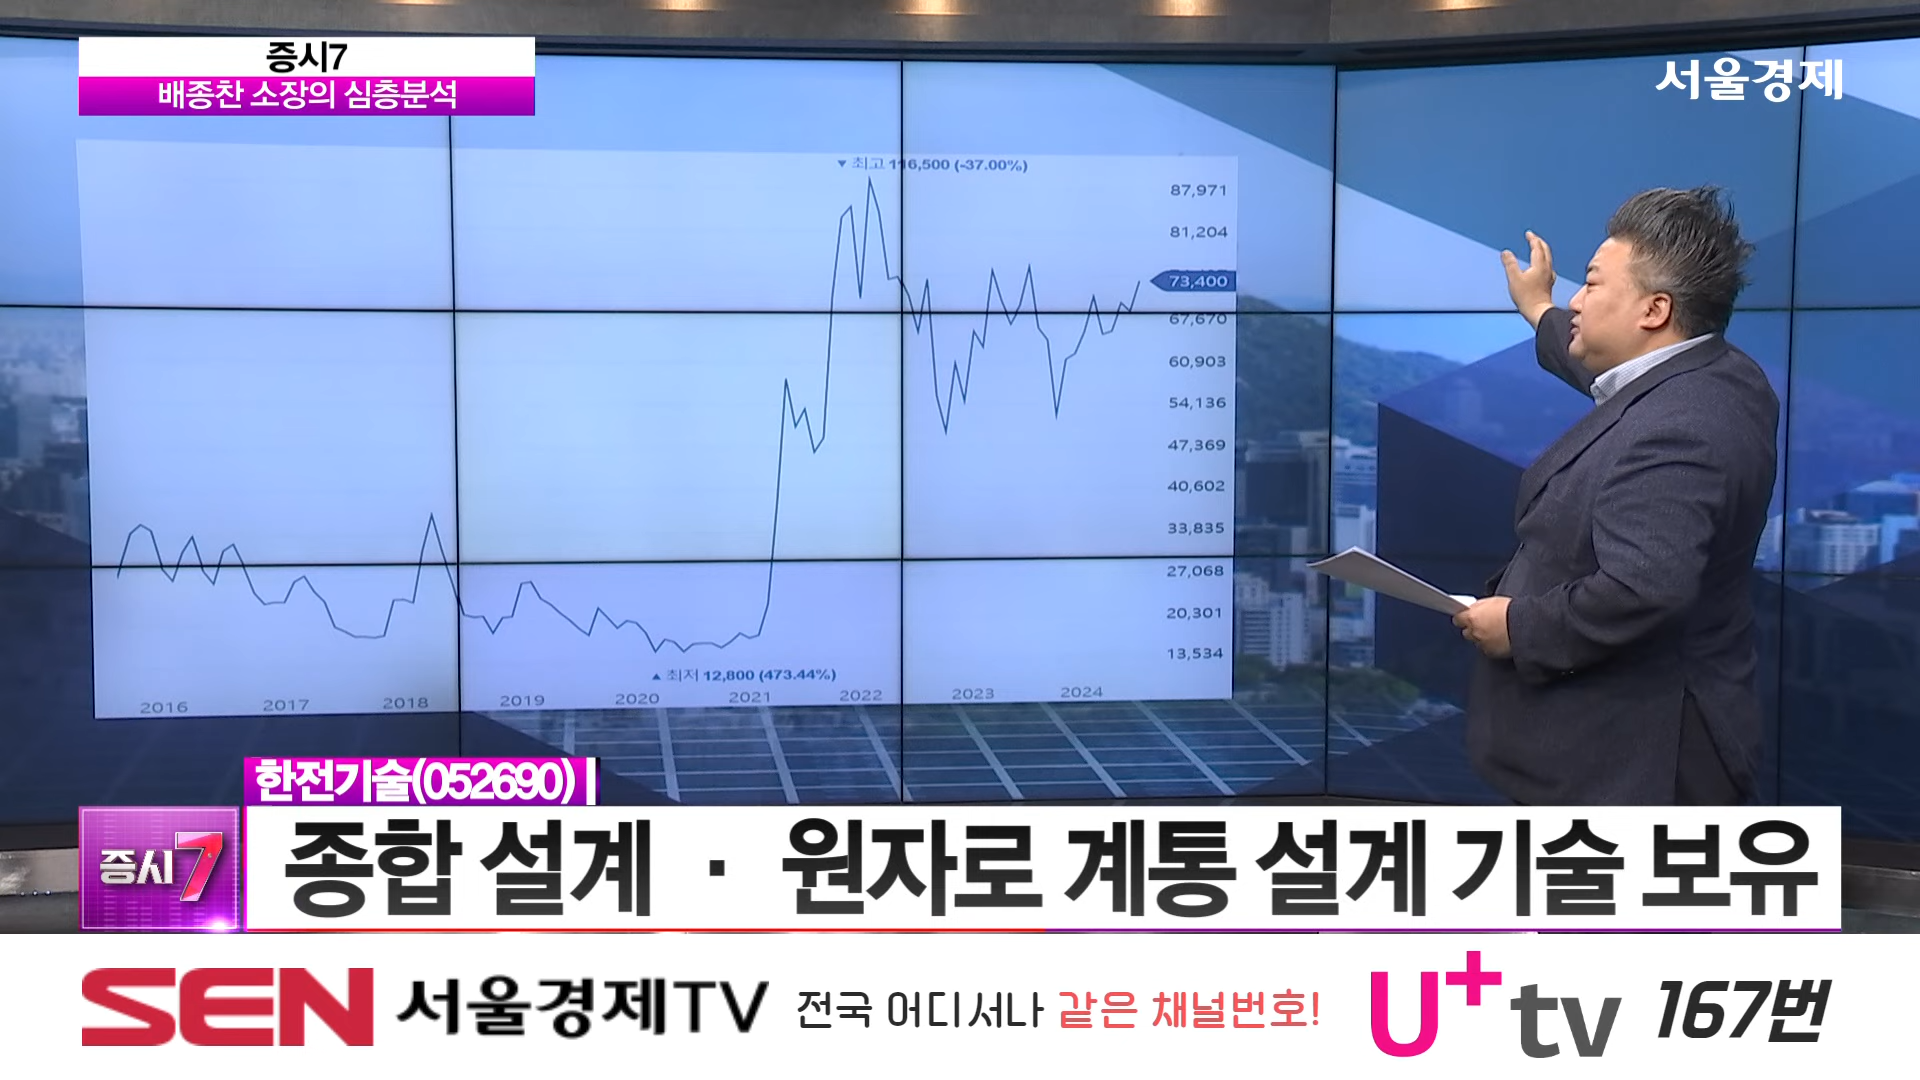 증시7
배종찬 소장의 심층분석
서울경제
▼ 최고 116,500 (-37.00%)
87,971
81,204
73,400
67,670
60,903
54,136
47,369
40,602
33,835
27,068
20,301
13,534
▲ 최저 12,800 (473.44%)
2016 2017 2018 2019 2020 2021 2022 2023 2024
한전기술(052690)
증시7
종합 설계 · 원자로 계통 설계 기술 보유
SEN 서울경제TV 전국 어디서나 같은 채널번호! U+tv 167번